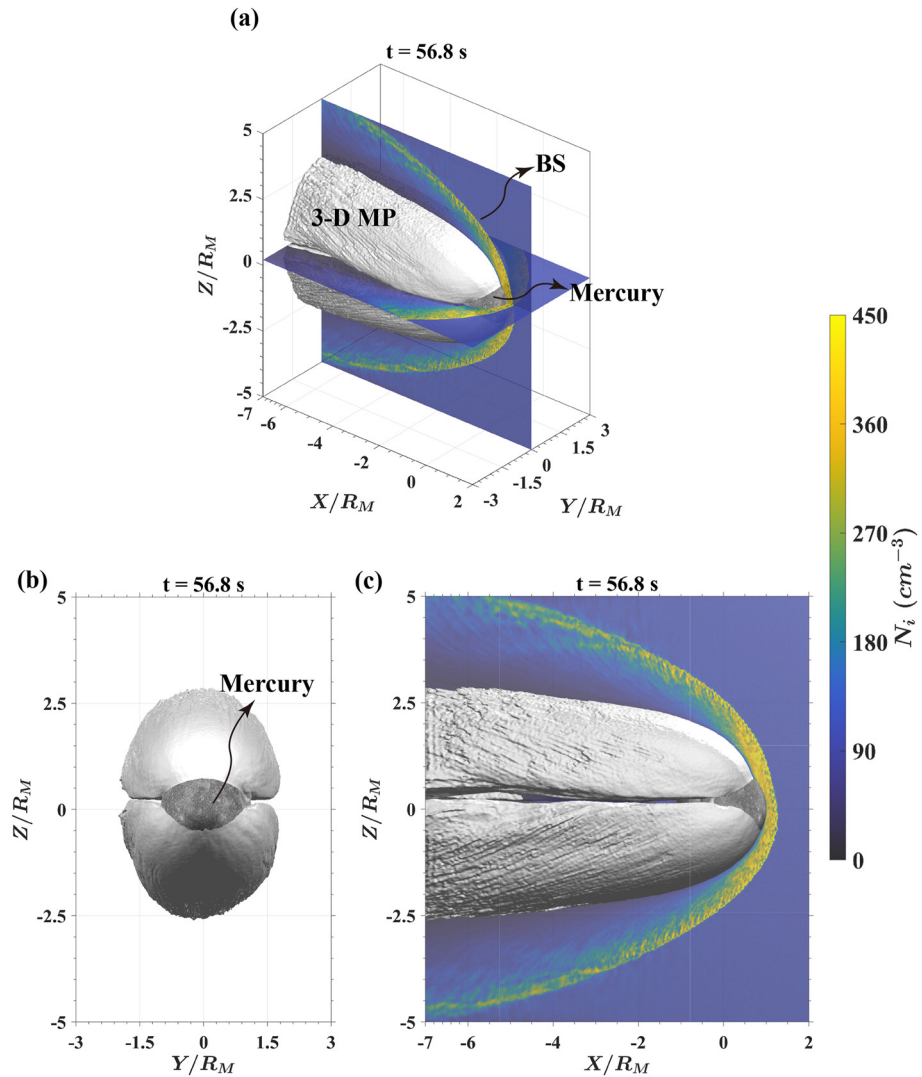 (a)
t = 56.8 s
5
2.5
0
-2.5
-5
Z/R_M
BS
3-D MP
Mercury
-7
-6
-4
-2
0
2
X/R_M
-3
-1.5
0
1.5
3
Y/R_M
450
360
270
180
90
0
N_i (cm^{-3})
(b)
t = 56.8 s
Mercury
5
2.5
0
-2.5
-5
Z/R_M
-3
-1.5
0
1.5
3
Y/R_M
(c)
t = 56.8 s
5
2.5
0
-2.5
-5
Z/R_M
-7
-6
-4
-2
0
2
X/R_M